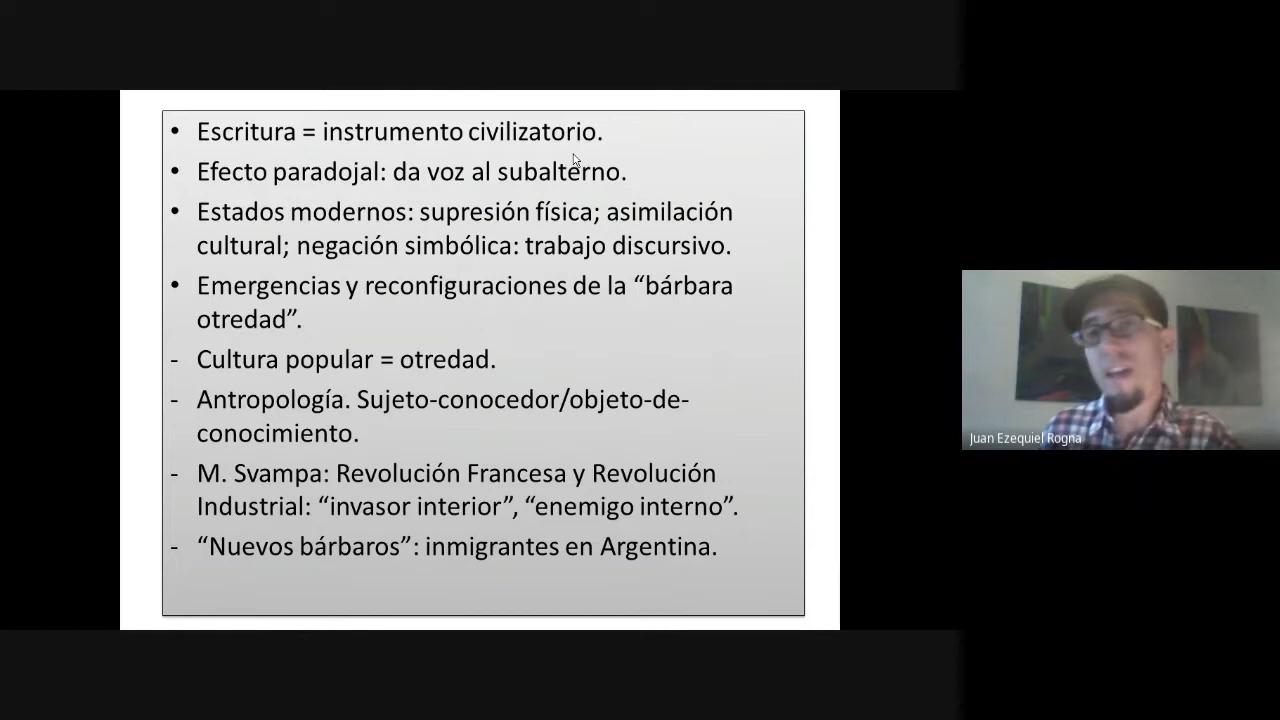 • Escritura = instrumento civilizatorio.
• Efecto paradojal: da voz al subalterno.
• Estados modernos: supresión física; asimilación
cultural; negación simbólica: trabajo discursivo.
• Emergencias y reconfiguraciones de la “bárbara
otredad”.
- Cultura popular = otredad.
- Antropología. Sujeto-conocedor/objeto-de-
conocimiento.
- M. Svampa: Revolución Francesa y Revolución
Industrial: “invasor interior”, “enemigo interno”.
- “Nuevos bárbaros”: inmigrantes en Argentina.
Juan Ezequiel Rogna